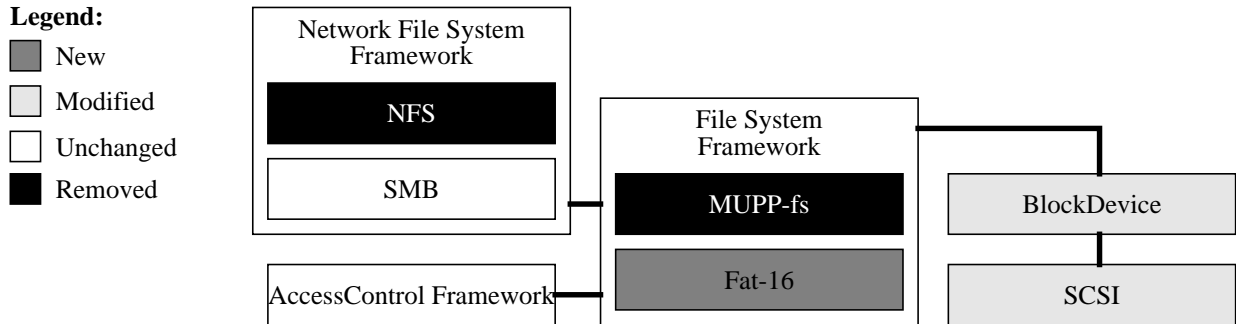 Legend:
New
Modified
Unchanged
Removed
Network File System
Framework
NFS
SMB
AccessControl Framework
File System
Framework
MUPP-fs
Fat-16
BlockDevice
SCSI